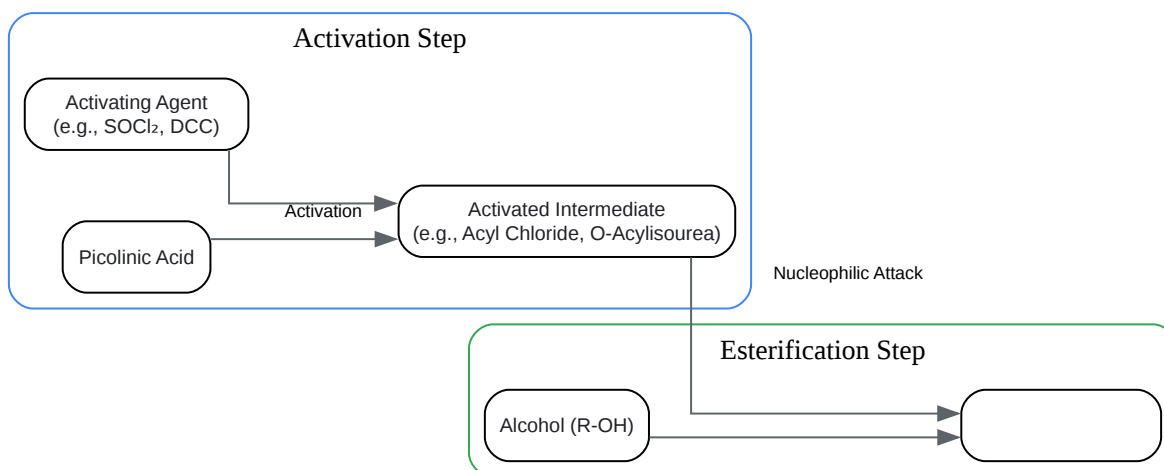 Activation Step
Activating Agent
(e.g., SOCl₂, DCC)
Activation
Activated Intermediate
(e.g., Acyl Chloride, O-Acylisourea)
Picolinic Acid
Nucleophilic Attack
Esterification Step
Alcohol (R-OH)